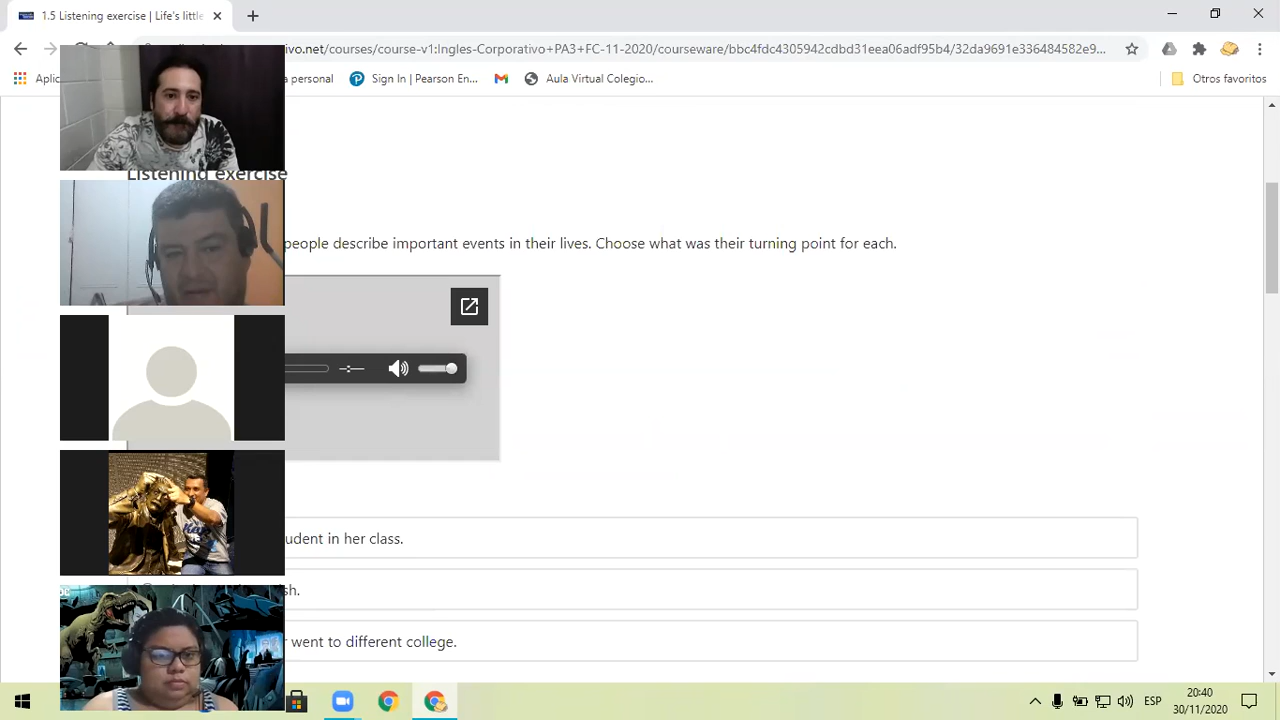 1.5 Listening exercise | Life's little
ivo.net/courses/course-v1:Ingles-Corporativo+PA3+FC-11-2020/courseware/bbc4fdc4305942cdbd31eea06adf95b4/32da3691e336484582e9...
Aplic
a personal
Sign In | Pearson En...
Aula Virtual Colegio...
Otros favoritos
Listening exercise
people describe important events in their lives. Choose what was their turning point for each.
udent in her class.
sh.
r went to different college.
ESP
20:40
30/11/2020